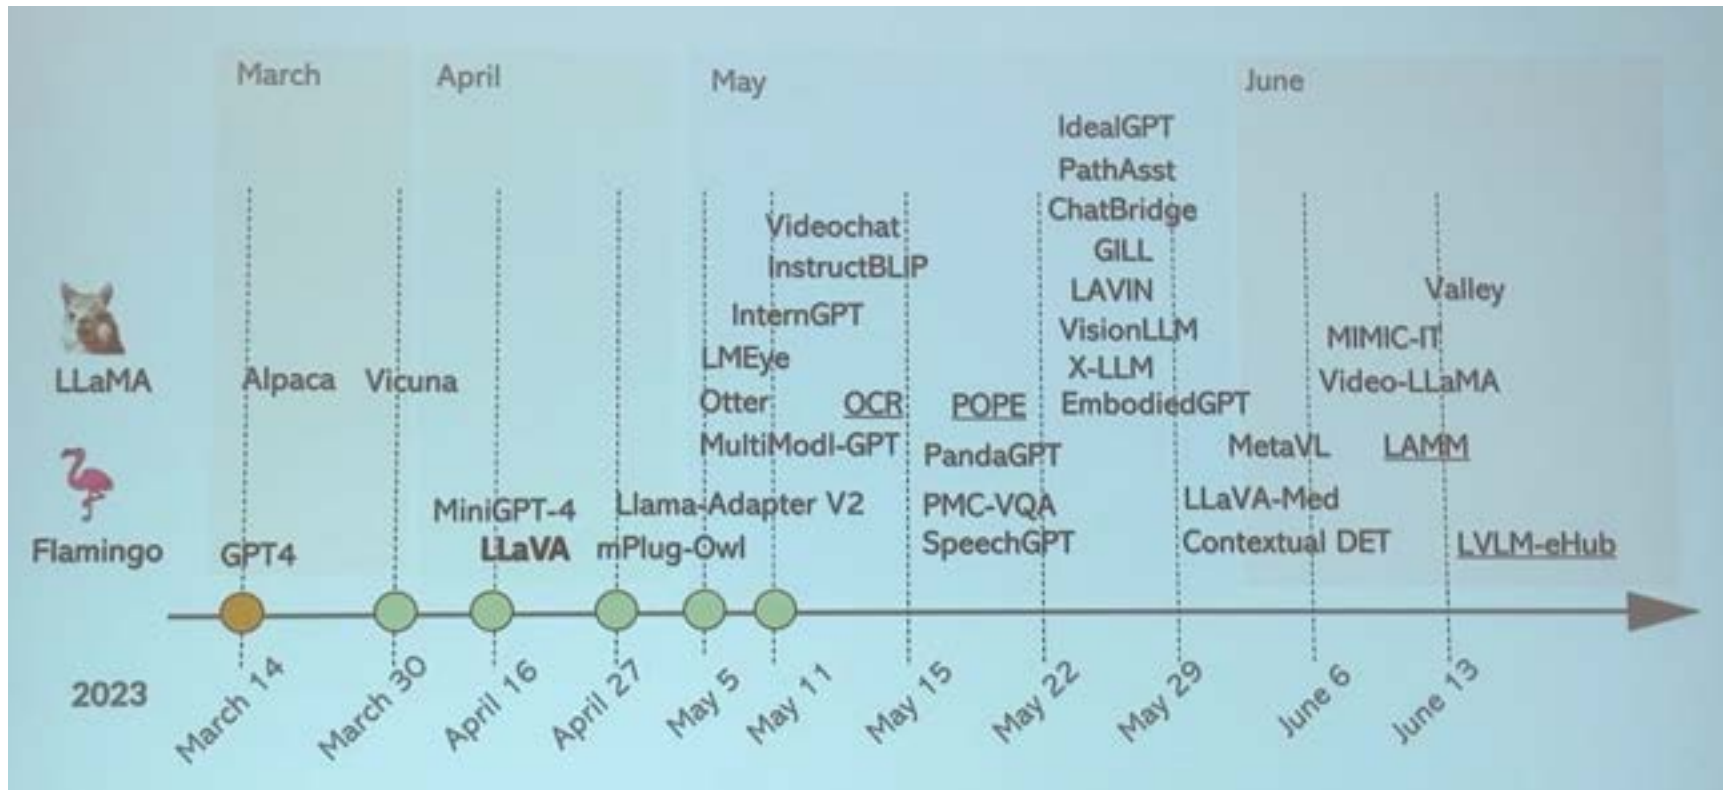 March
April
May
June
IdealGPT
PathAsst
ChatBridge
Videochat
GILL
InstructBLIP
LAVIN
Valley
InternGPT
VisionLLM
MIMIC-IT
LMEye
X-LLM
LLaMA
Alpaca
Vicuna
Video-LLaMA
Otter
OCR
POPE
EmbodiedGPT
MultiModl-GPT
PandaGPT
MetaVL
LAMM
MiniGPT-4
Llama-Adapter V2
PMC-VQA
LLaVA-Med
Flamingo
GPT4
LLaVA
mPlug-Owl
SpeechGPT
Contextual DET
LVLM-eHub
2023
March 14
March 30
April 16
April 27
May 5
May 11
May 15
May 22
May 29
June 6
June 13